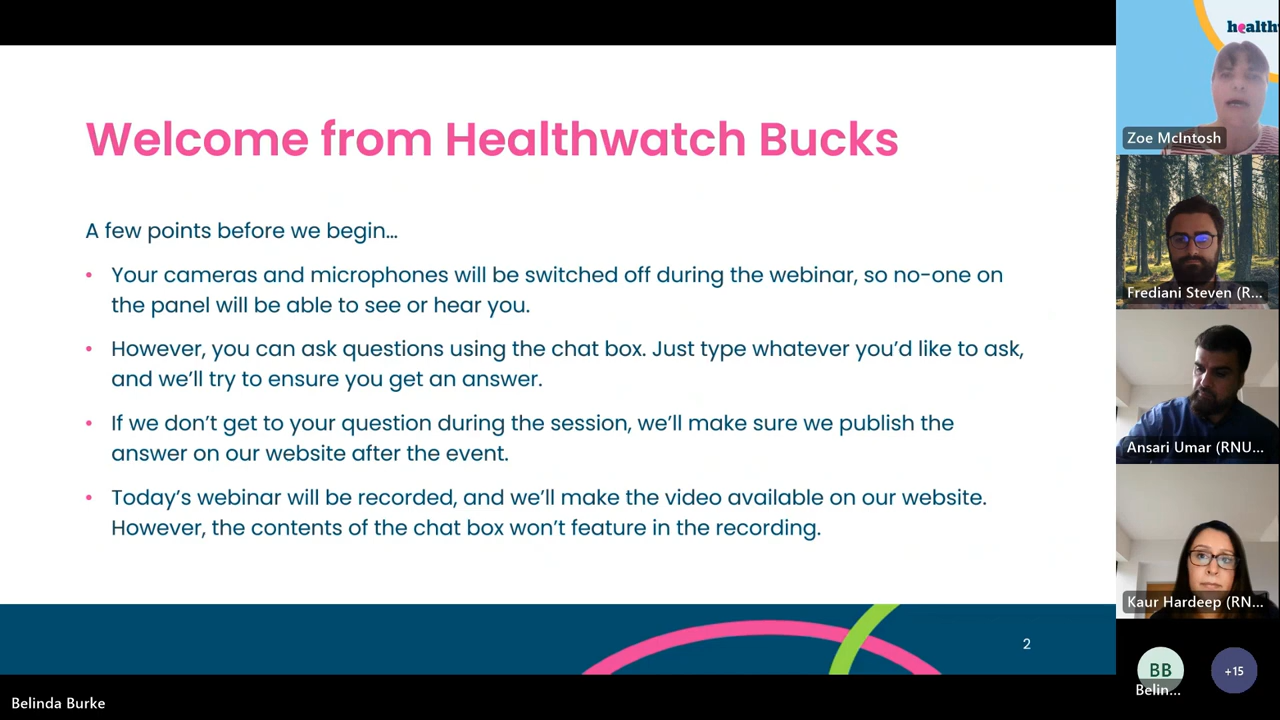 Welcome from Healthwatch Bucks
A few points before we begin...
• Your cameras and microphones will be switched off during the webinar, so no-one on
the panel will be able to see or hear you.
• However, you can ask questions using the chat box. Just type whatever you’d like to ask,
and we’ll try to ensure you get an answer.
• If we don’t get to your question during the session, we’ll make sure we publish the
answer on our website after the event.
• Today’s webinar will be recorded, and we’ll make the video available on our website.
However, the contents of the chat box won’t feature in the recording.
2
Belinda Burke
health
Zoe McIntosh
Frediani Steven (R...
Ansari Umar (RNU...
Kaur Hardeep (RN...
BB
Belin...
+15